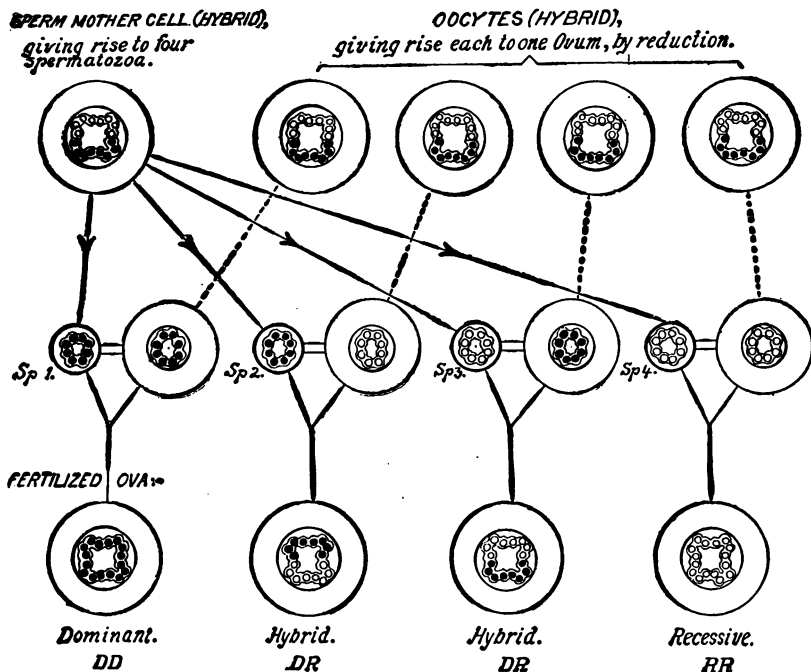 SPERM MOTHER CELL (HYBRID),
giving rise to four
spermatozoa.
OOCYTES (HYBRID),
giving rise each to one Ovum, by reduction.
Sp 1.
Sp 2.
Sp 3.
Sp 4.
FERTILIZED OVA:-
Dominant.
DD
Hybrid.
DR
Hybrid.
DR
Recessive.
RR